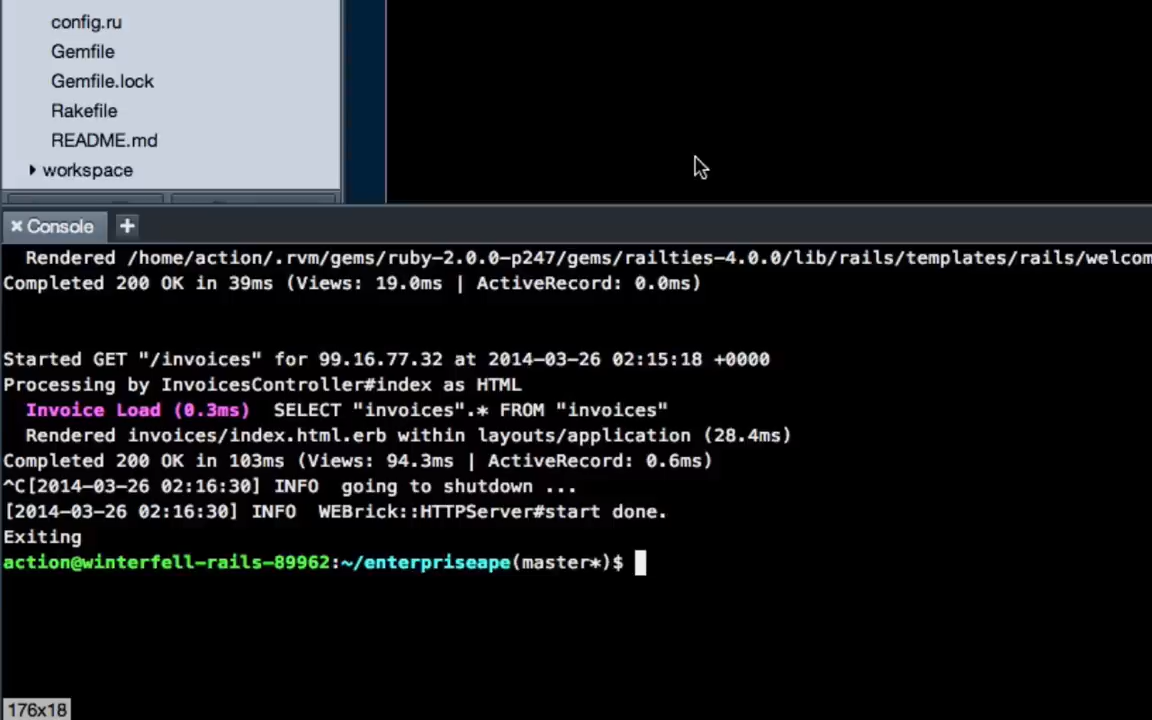 config.ru
Gemfile
Gemfile.lock
Rakefile
README.md
workspace
Console
Rendered /home/action/.rvm/gems/ruby-2.0.0-p247/gems/railties-4.0.0/lib/rails/templates/rails/welcom
Completed 200 OK in 39ms (Views: 19.0ms | ActiveRecord: 0.0ms)
Started GET "/invoices" for 99.16.77.32 at 2014-03-26 02:15:18 +0000
Processing by InvoicesController#index as HTML
Invoice Load (0.3ms)  SELECT "invoices".* FROM "invoices"
Rendered invoices/index.html.erb within layouts/application (28.4ms)
Completed 200 OK in 103ms (Views: 94.3ms | ActiveRecord: 0.6ms)
^C[2014-03-26 02:16:30] INFO  going to shutdown ...
[2014-03-26 02:16:30] INFO  WEBrick::HTTPServer#start done.
Exiting
action@winterfell-rails-89962:~/enterpriseape(master*)$
176x18